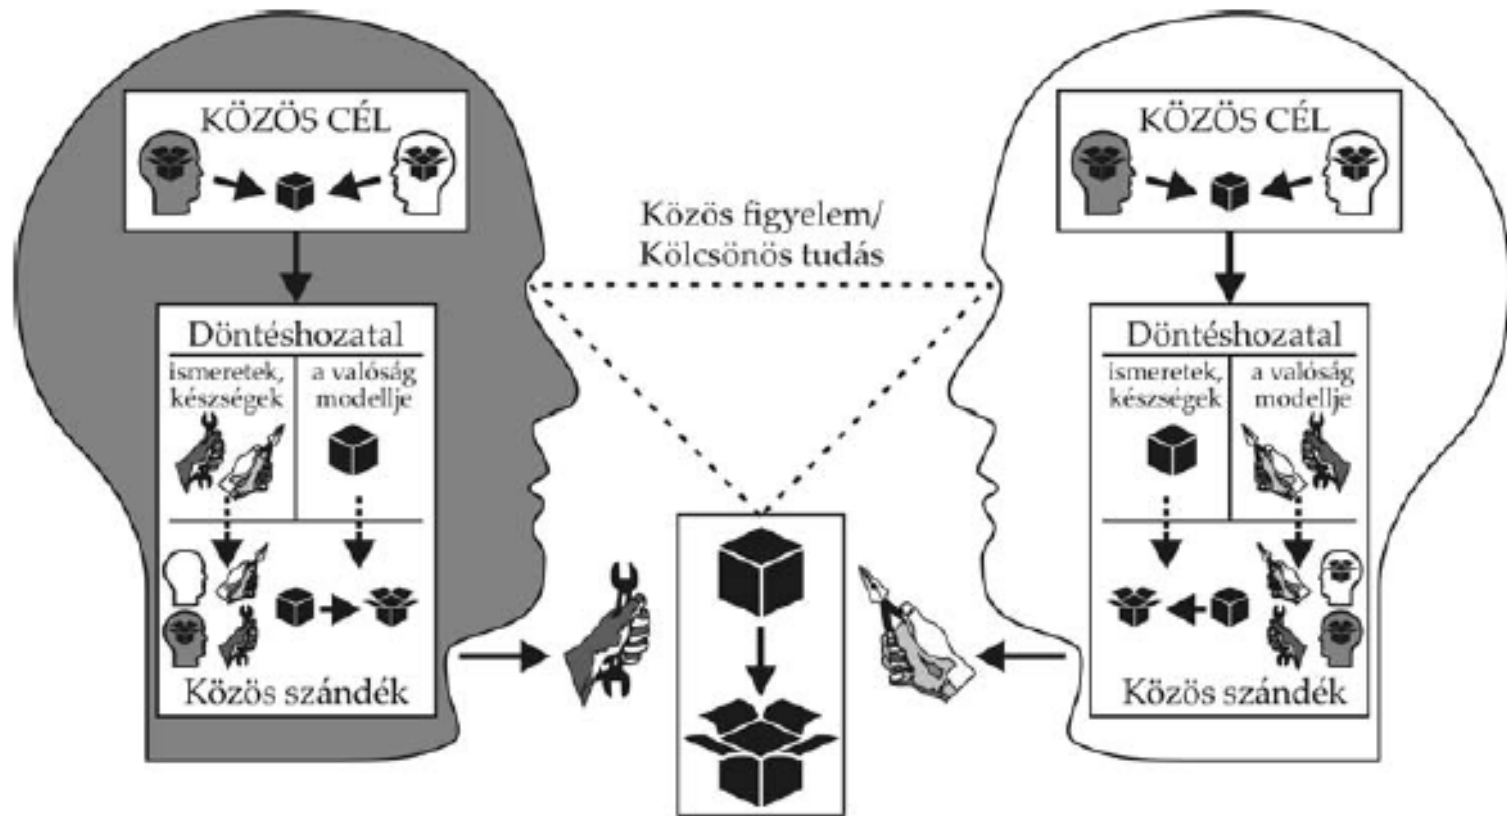 KÖZÖS CÉL
Döntéshozatal
ismeretek,
készségek
a valóság
modellje
Közös szándék
Közös figyelem/
Kölcsönös tudás
KÖZÖS CÉL
Döntéshozatal
ismeretek,
készségek
a valóság
modellje
Közös szándék